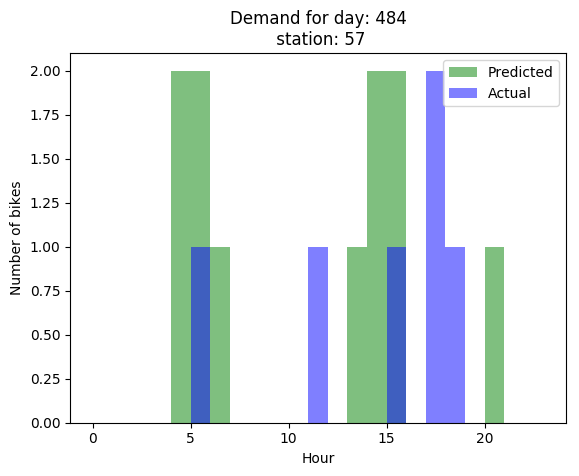 Demand for day: 484
station: 57
Predicted
Actual
2.00
1.75
1.50
1.25
1.00
0.75
0.50
0.25
0.00
Number of bikes
0 5 10 15 20
Hour